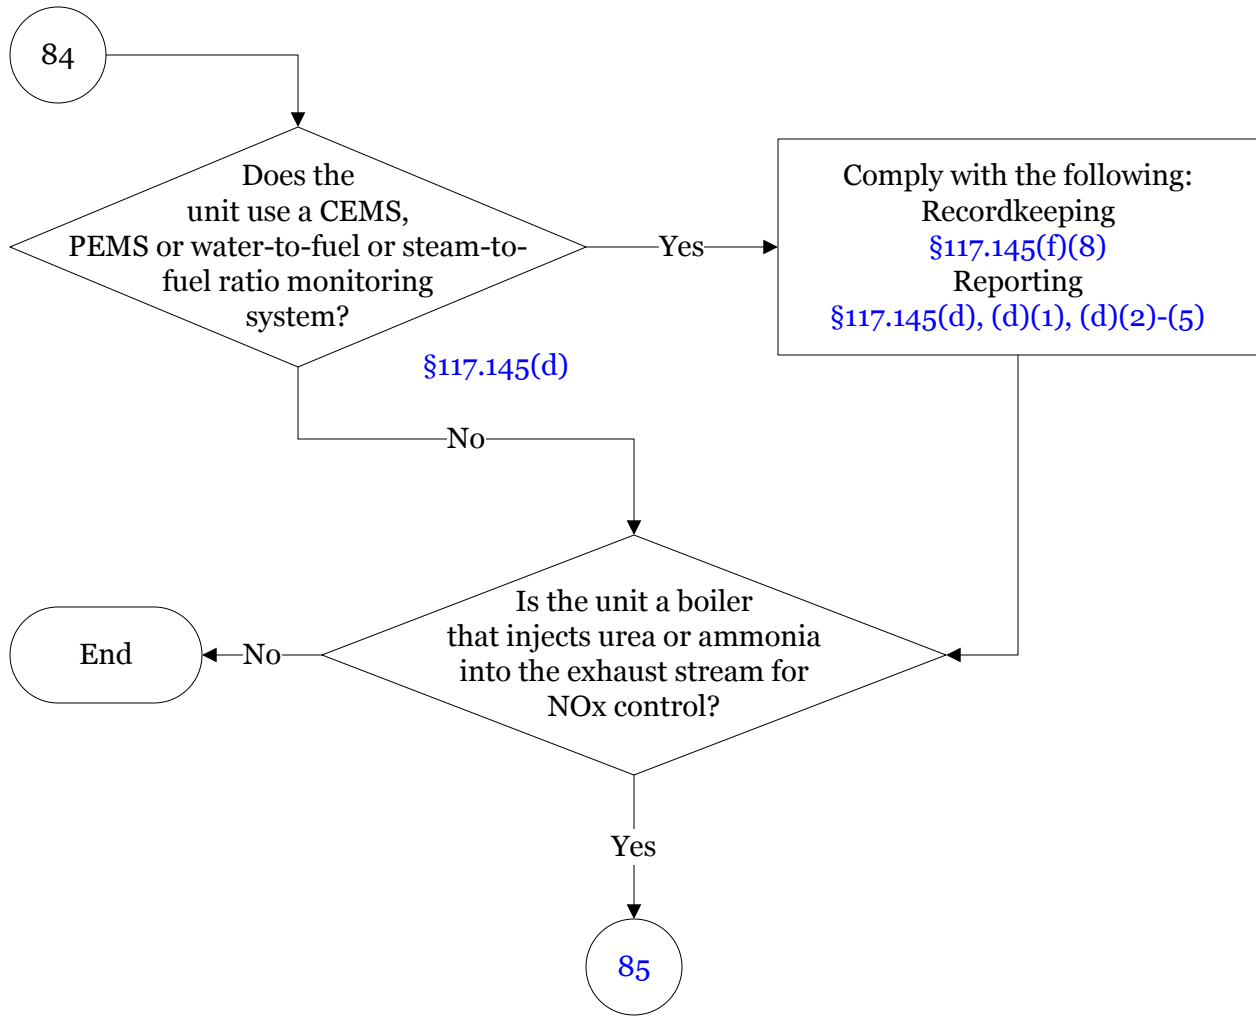 84
Does the
unit use a CEMS,
PEMS or water-to-fuel or steam-to-
fuel ratio monitoring
system?
Yes
Comply with the following:
Recordkeeping
§117.145(f)(8)
Reporting
§117.145(d), (d)(1), (d)(2)-(5)
§117.145(d)
No
Is the unit a boiler
that injects urea or ammonia
into the exhaust stream for
NOx control?
No
End
Yes
85